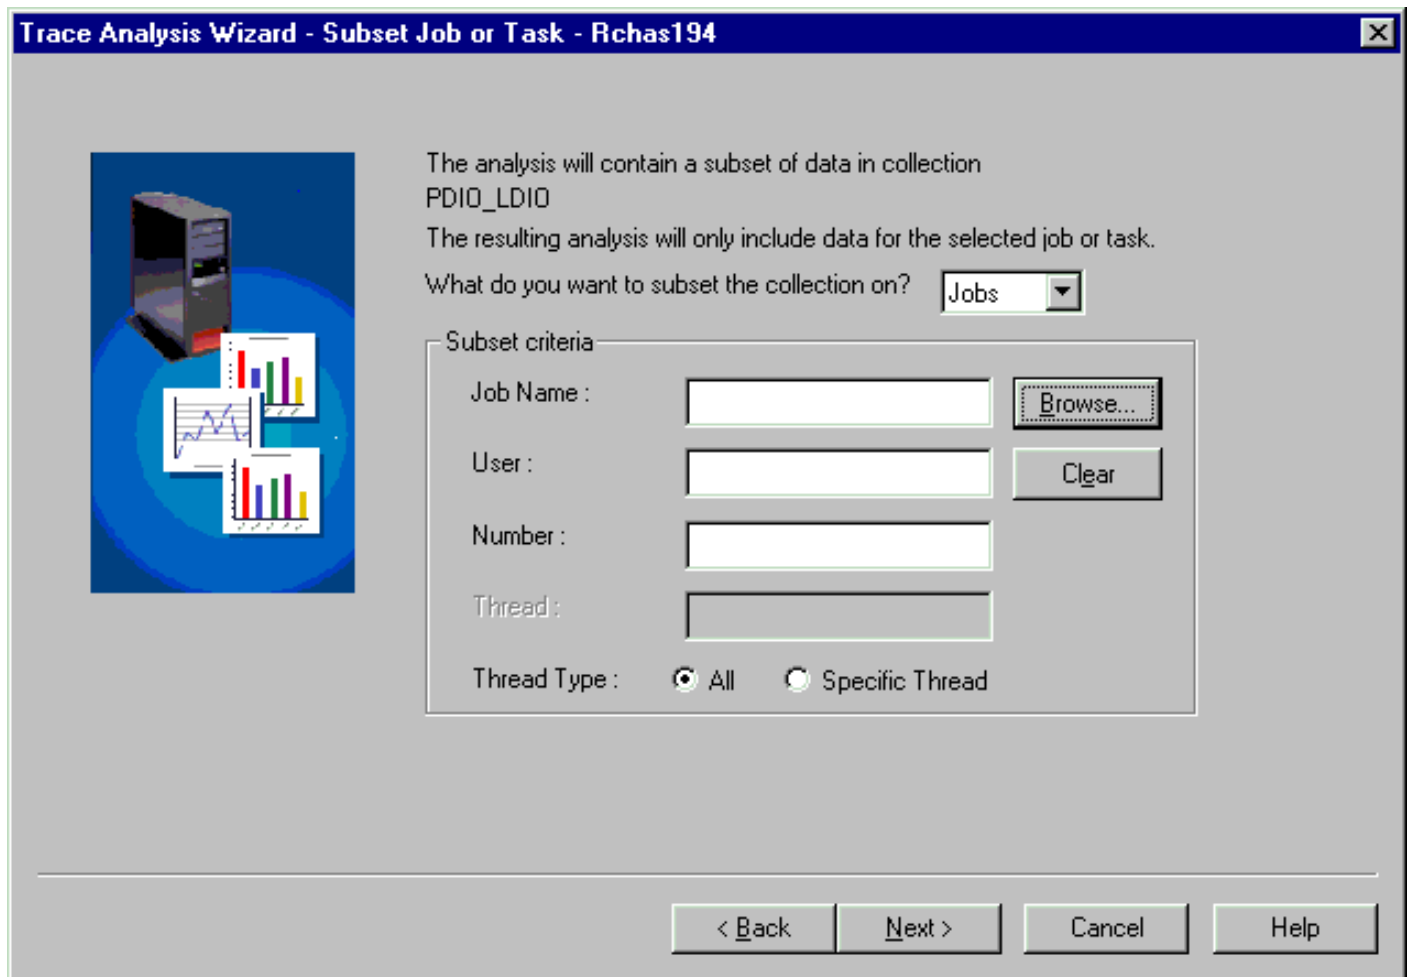 Trace Analysis Wizard - Subset Job or Task - Rchas194
The analysis will contain a subset of data in collection
PDIO_LDIO
The resulting analysis will only include data for the selected job or task.
What do you want to subset the collection on? Jobs
Subset criteria
Job Name : Browse...
User : Clear
Number :
Thread :
Thread Type : All Specific Thread
< Back Next > Cancel Help